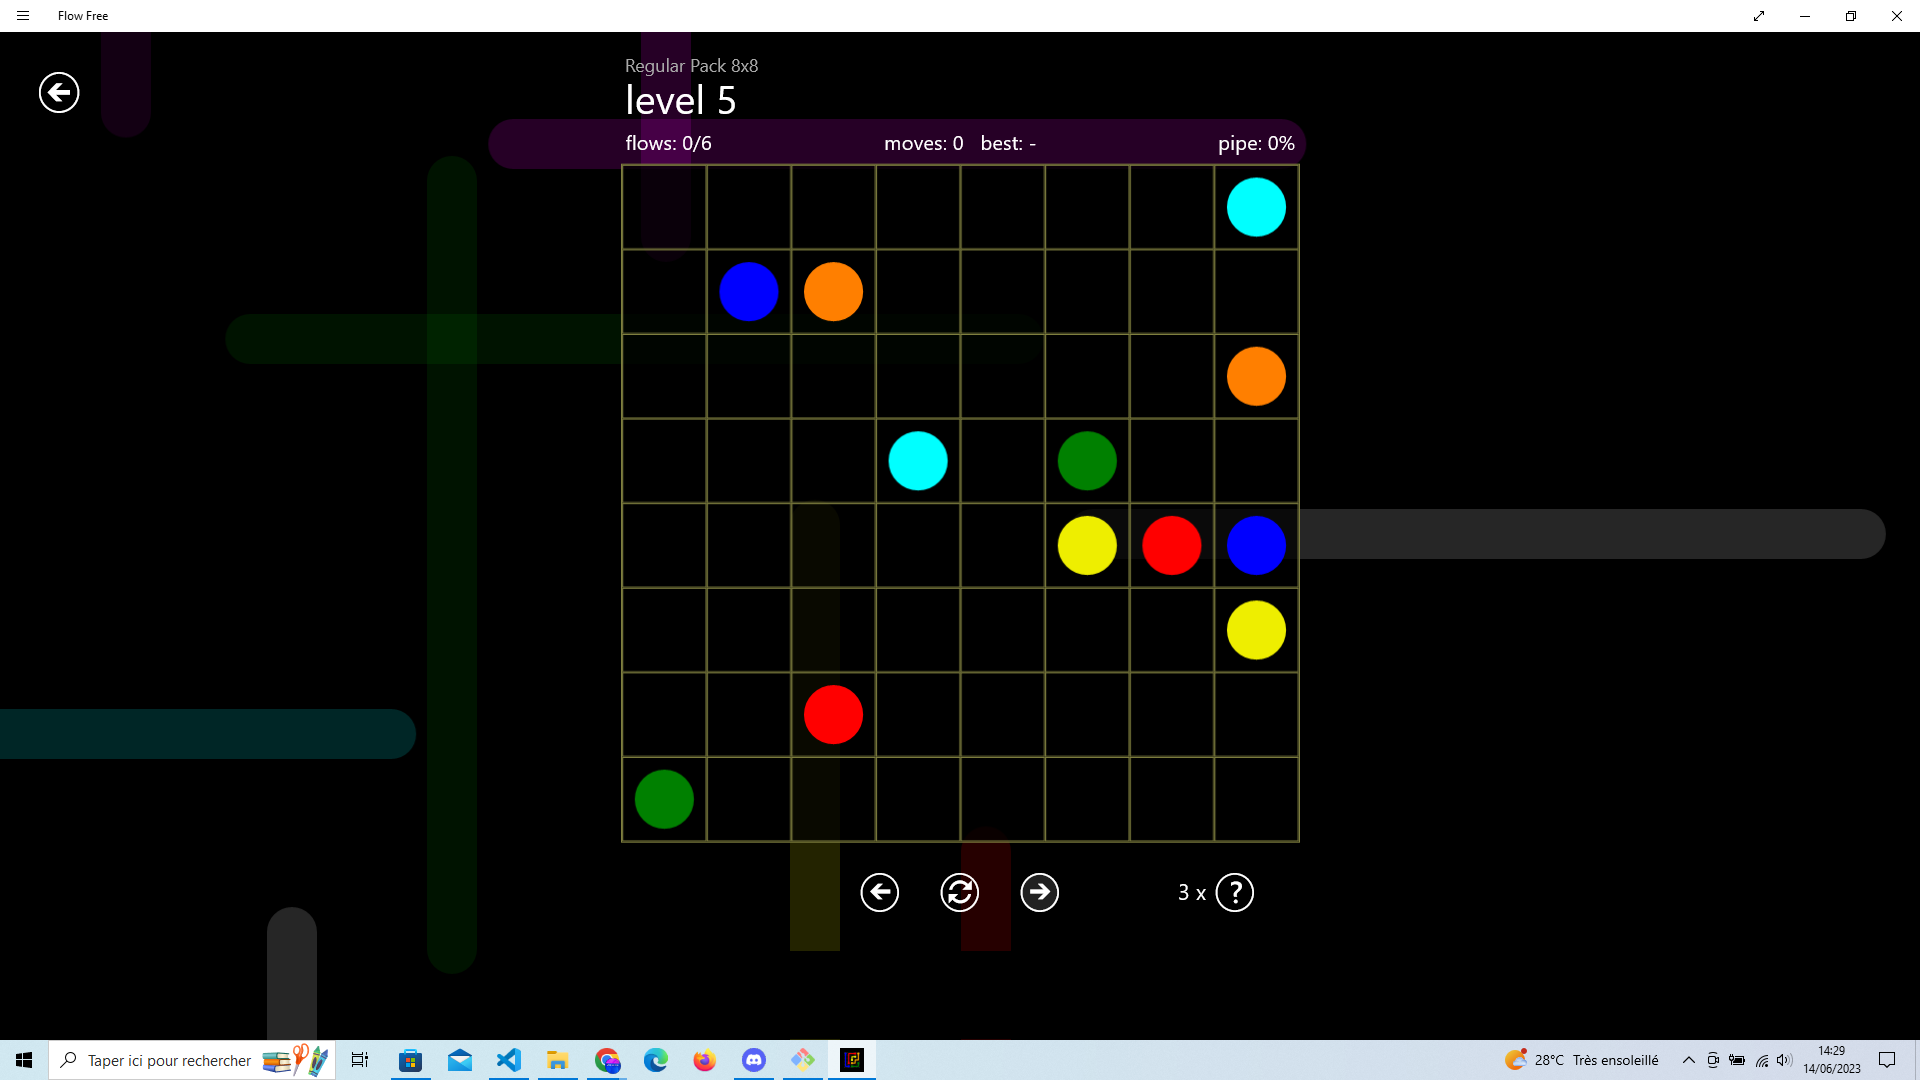 Flow Free
Regular Pack 8x8
level 5
flows: 0/6 moves: 0 best: - pipe: 0%
3 x ?
Taper ici pour rechercher
28°C Très ensoleillé
14:29
14/06/2023